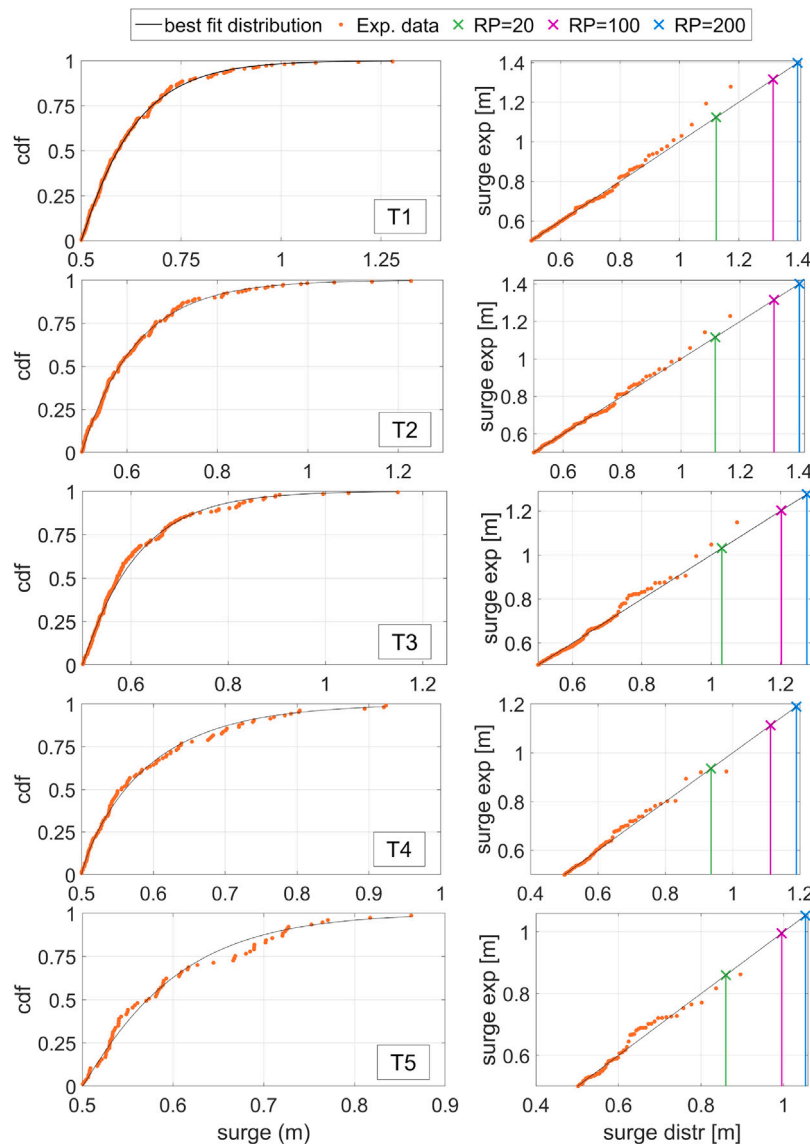 best fit distribution Exp. data RP=20 RP=100 RP=200
1 0.75 0.5 0.25 0
cdf
T1
0.5 0.75 1 1.25
1.4 1.2 1 0.8 0.6
surge exp [m]
0.6 0.8 1 1.2 1.4
1 0.75 0.5 0.25 0
cdf
T2
0.6 0.8 1 1.2
1.4 1.2 1 0.8 0.6
surge exp [m]
0.6 0.8 1 1.2 1.4
1 0.75 0.5 0.25 0
cdf
T3
0.6 0.8 1 1.2
1.2 1 0.8 0.6
surge exp [m]
0.6 0.8 1 1.2
1 0.75 0.5 0.25 0
cdf
T4
0.5 0.6 0.7 0.8 0.9 1
1.2 1 0.8 0.6
surge exp [m]
0.4 0.6 0.8 1 1.2
1 0.75 0.5 0.25 0
cdf
T5
0.5 0.6 0.7 0.8 0.9
surge (m)
1 0.8 0.6
surge exp [m]
0.4 0.6 0.8 1
surge distr [m]